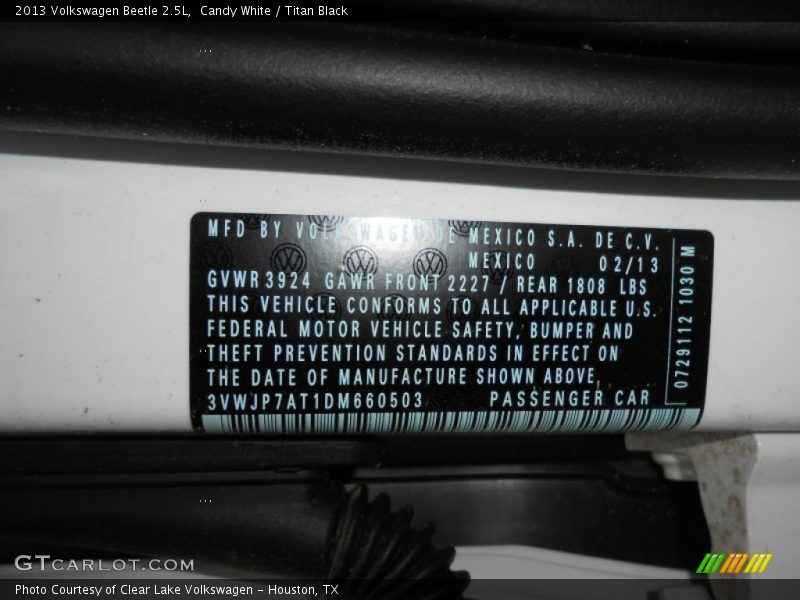 2013 Volkswagen Beetle 2.5L,  Candy White / Titan Black
MFD BY VOLKSWAGEN DE MEXICO S.A. DE C.V.
MEXICO 02/13
GVWR 3924 GAWR FRONT 2227 / REAR 1808 LBS
THIS VEHICLE CONFORMS TO ALL APPLICABLE U.S.
FEDERAL MOTOR VEHICLE SAFETY, BUMPER AND
THEFT PREVENTION STANDARDS IN EFFECT ON
THE DATE OF MANUFACTURE SHOWN ABOVE.
3VWJP7AT1DM660503 PASSENGER CAR
0729112 1030 M
GTCARLOT.COM
Photo Courtesy of Clear Lake Volkswagen - Houston, TX